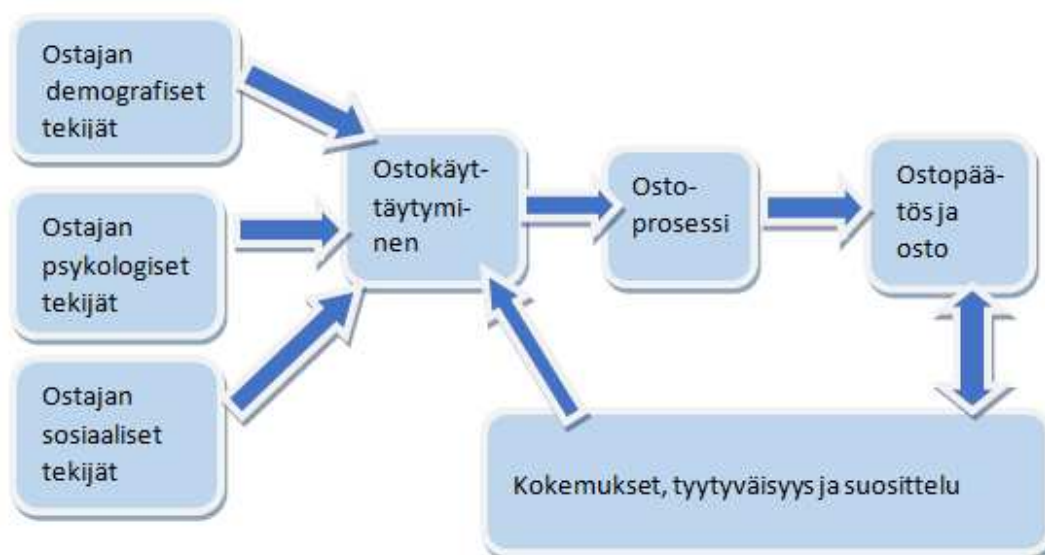 Ostajan
demografiset
tekijät
Ostajan
psykologiset
tekijät
Ostajan
sosiaaliset
tekijät
Ostokäyt-
täytymi-
nen
Osto-
prosessi
Ostopää-
tös ja
osto
Kokemukset, tyytyväisyys ja suosittelu